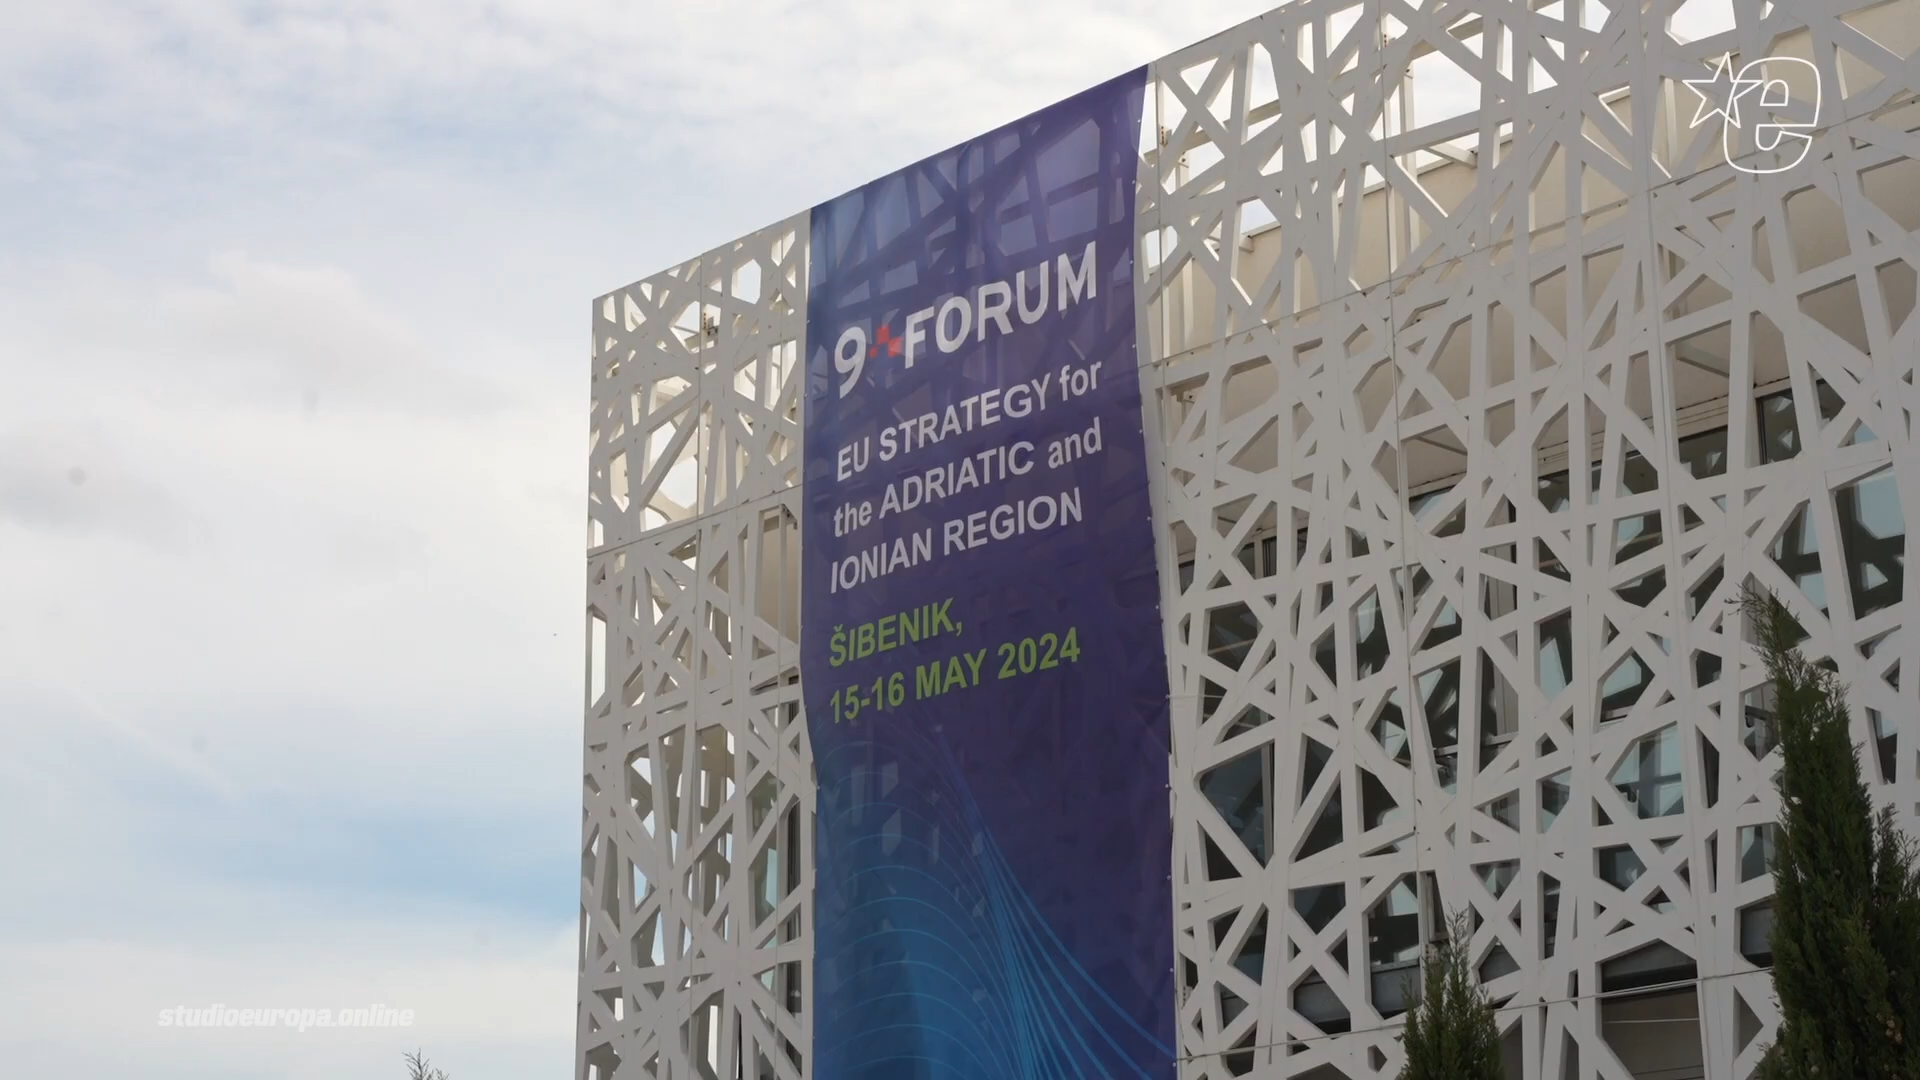 e
9 FORUM
EU STRATEGY for
the ADRIATIC and
IONIAN REGION
ŠIBENIK,
15-16 MAY 2024
studioeuropa.online